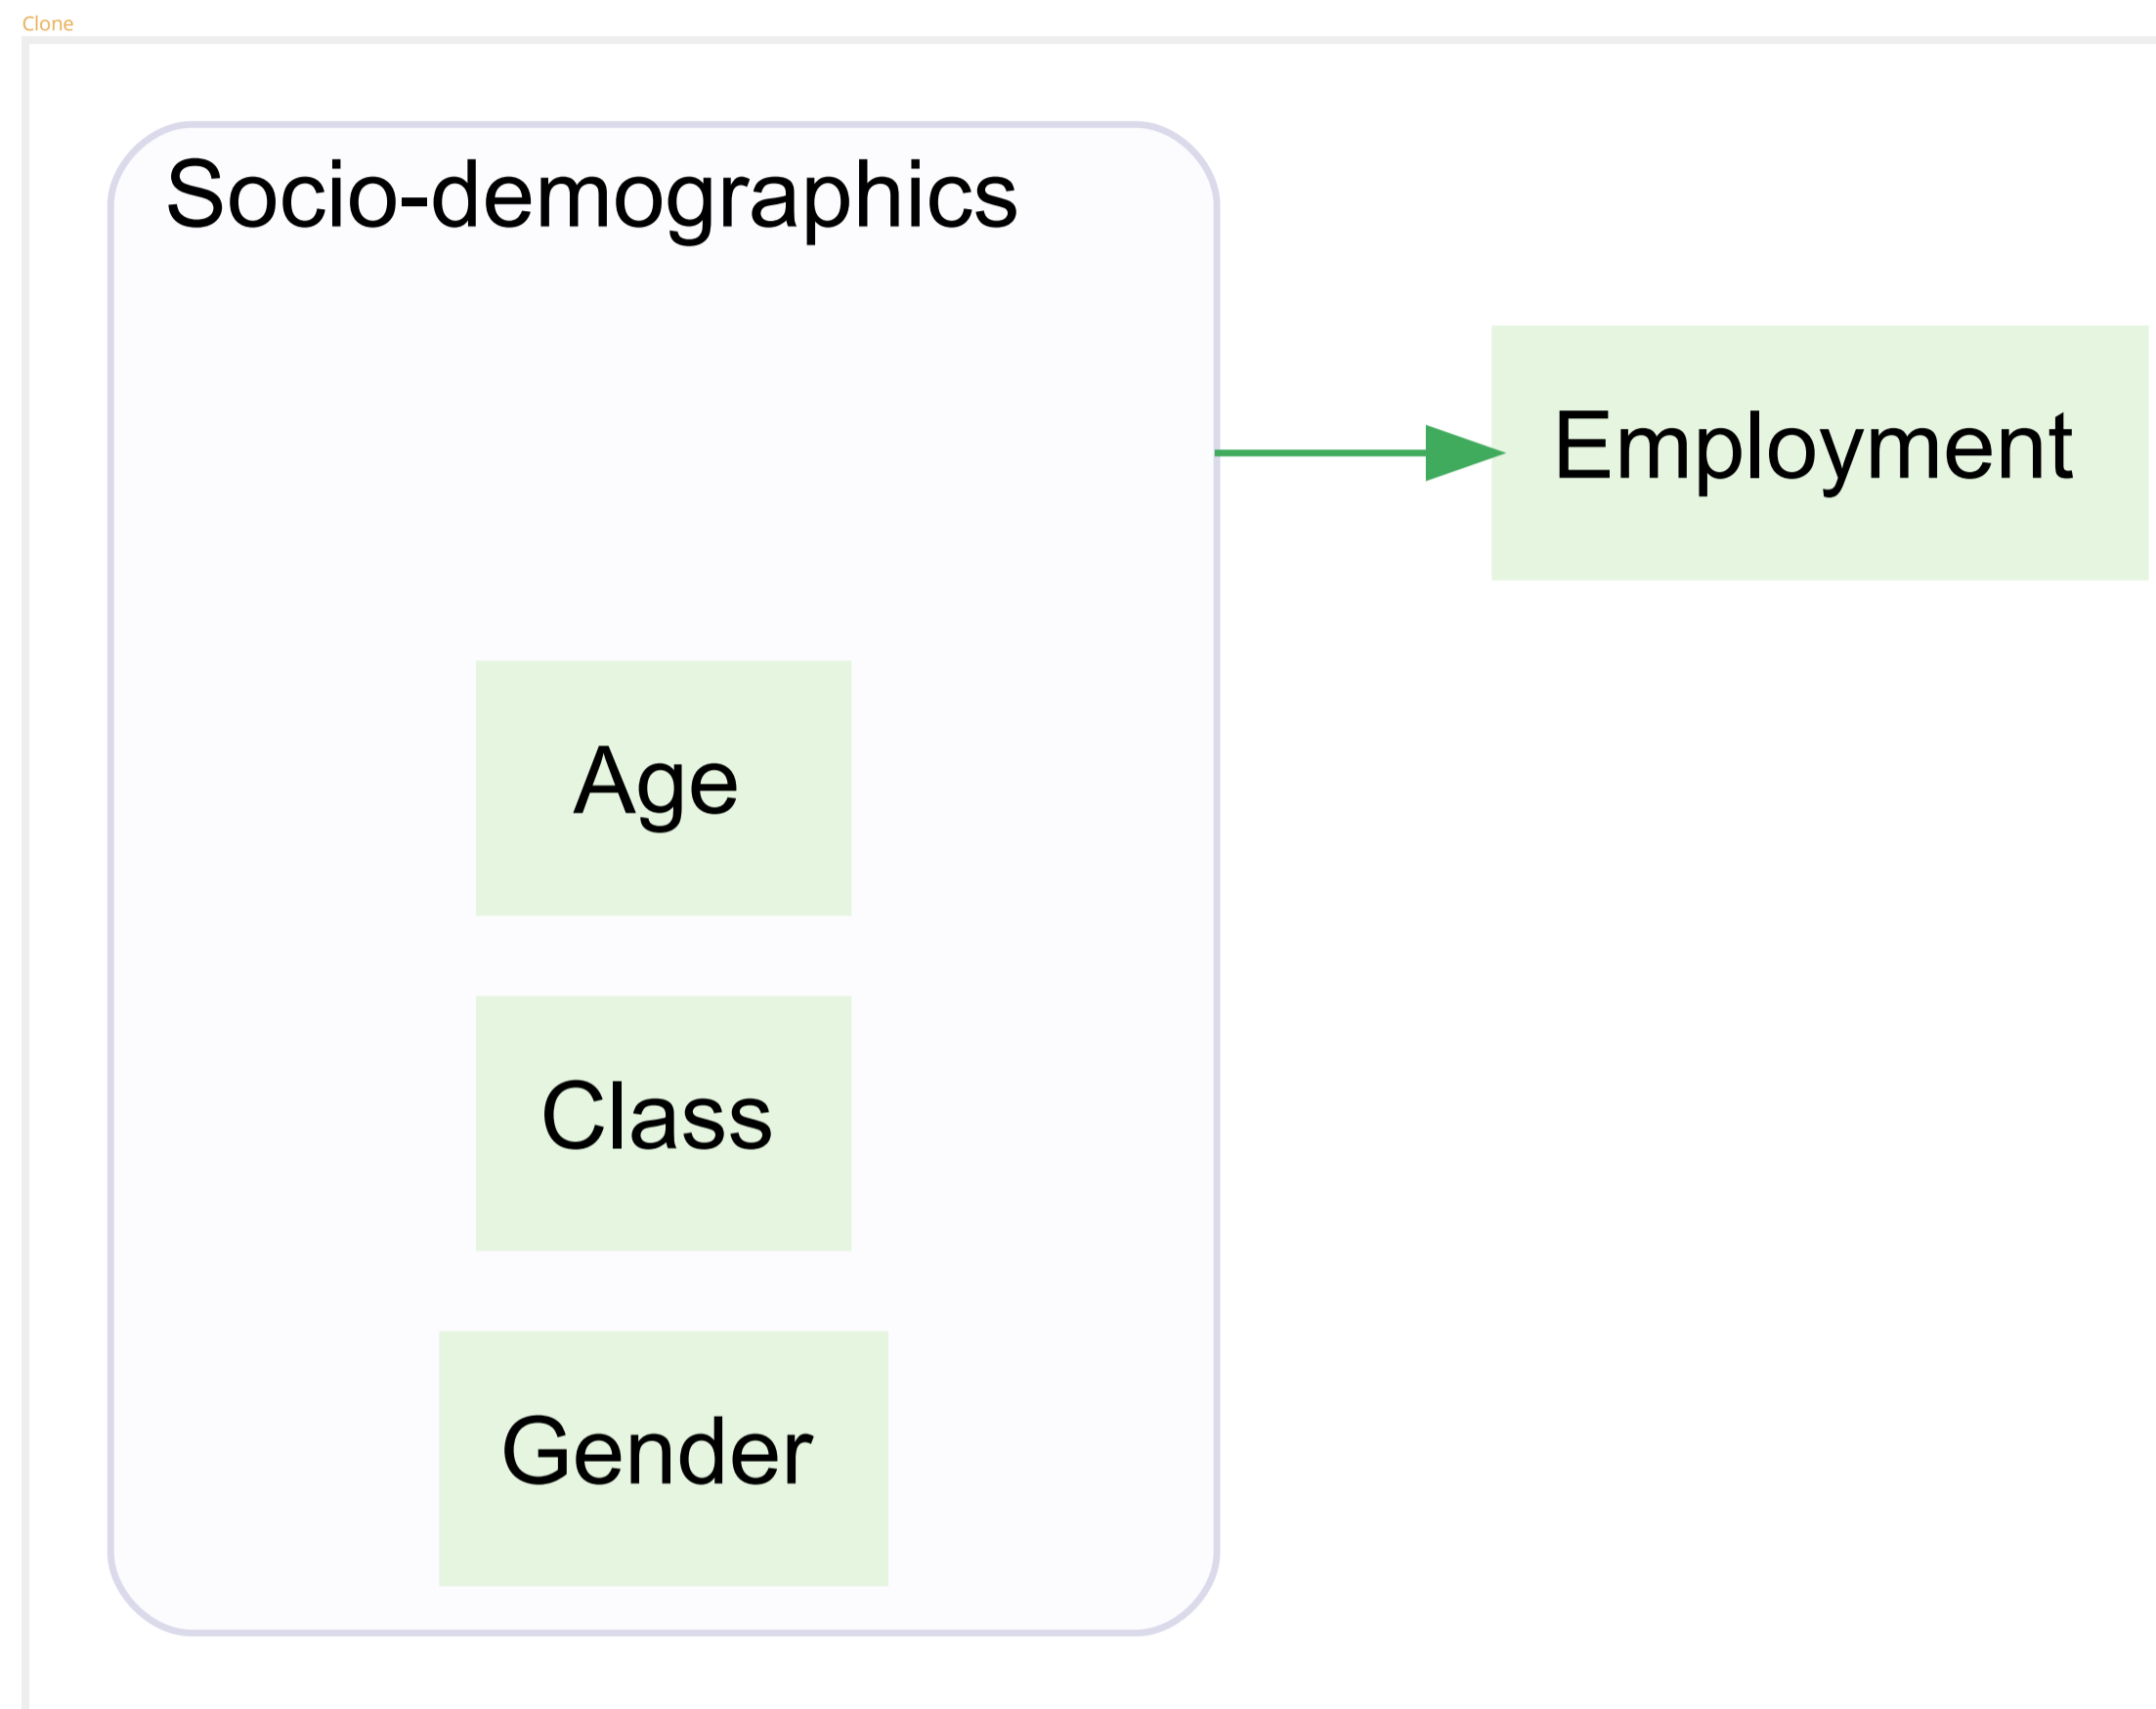 Clone
Socio-demographics
Employment
Age
Class
Gender